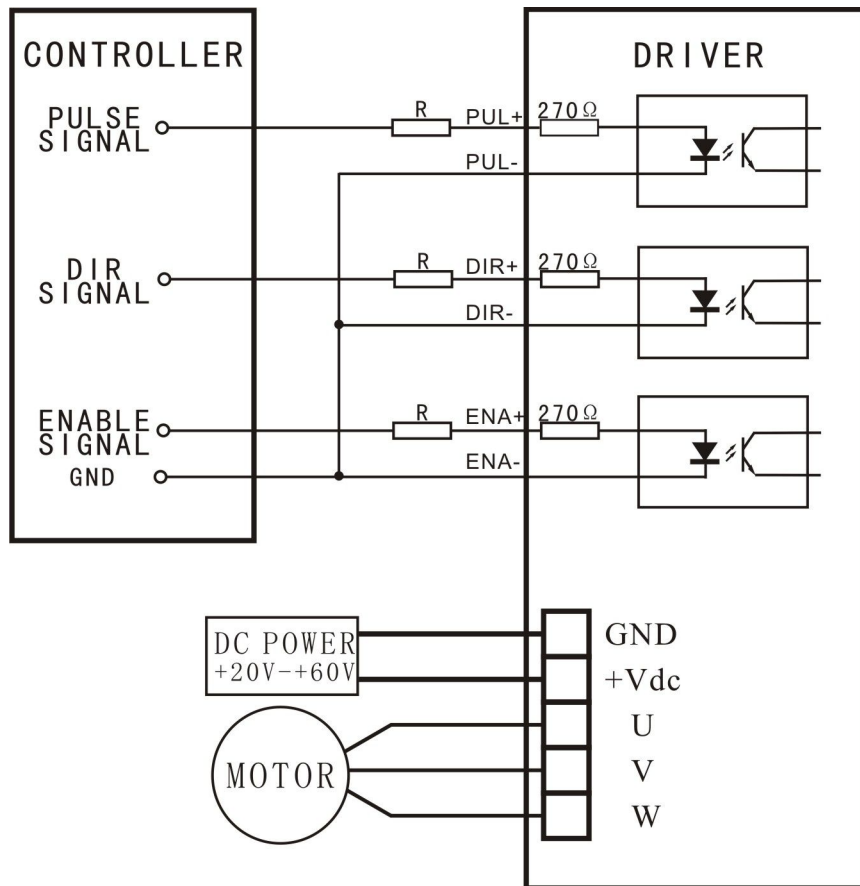 CONTROLLER
DRIVER
PULSE
SIGNAL
R
PUL+
270Ω
PUL-
DIR
SIGNAL
R
DIR+
270Ω
DIR-
ENABLE
SIGNAL
R
ENA+
270Ω
ENA-
GND
DC POWER
+20V-+60V
GND
+Vdc
MOTOR
U
V
W